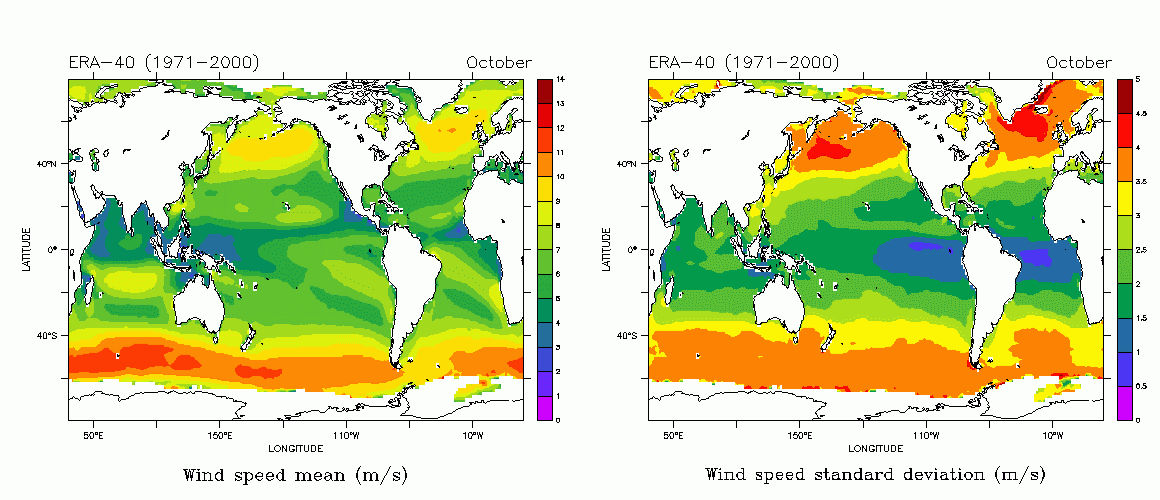 ERA-40 (1971-2000) October
14
13
12
11
10
9
8
7
6
5
4
3
2
1
0
40°N
0°
40°S
LATITUDE
50°E 150°E 110°W 10°W
LONGITUDE
Wind speed mean (m/s)
ERA-40 (1971-2000) October
5
4.5
4
3.5
3
2.5
2
1.5
1
0.5
0
40°N
0°
40°S
LATITUDE
50°E 150°E 110°W 10°W
LONGITUDE
Wind speed standard deviation (m/s)